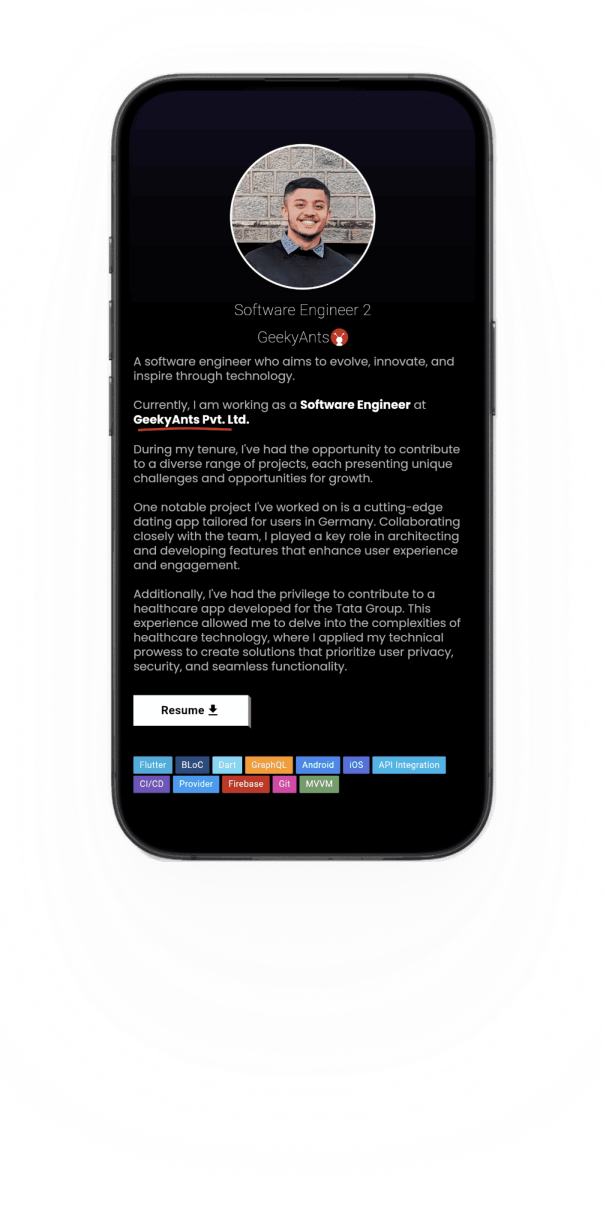 Software Engineer 2
GeekyAnts
A software engineer who aims to evolve, innovate, and
inspire through technology.
Currently, I am working as a Software Engineer at
GeekyAnts Pvt. Ltd.
During my tenure, I've had the opportunity to contribute
to a diverse range of projects, each presenting unique
challenges and opportunities for growth.
One notable project I've worked on is a cutting-edge
dating app tailored for users in Germany. Collaborating
closely with the team, I played a key role in architecting
and developing features that enhance user experience
and engagement.
Additionally, I've had the privilege to contribute to a
healthcare app developed for the Tata Group. This
experience allowed me to delve into the complexities of
healthcare technology, where I applied my technical
prowess to create solutions that prioritize user privacy,
security, and seamless functionality.
Resume
Flutter BLoC Dart GraphQL Android iOS API Integration
CI/CD Provider Firebase Git MVVM